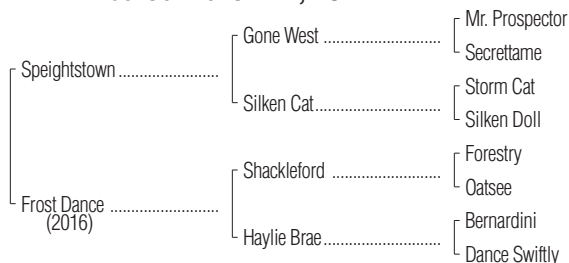 Mr. Prospector
Gone West
Secrettame
Speightstown
Storm Cat
Silken Cat
Silken Doll
Forestry
Shackleford
Oatsee
Frost Dance
(2016)
Bernardini
Haylie Brae
Dance Swiftly